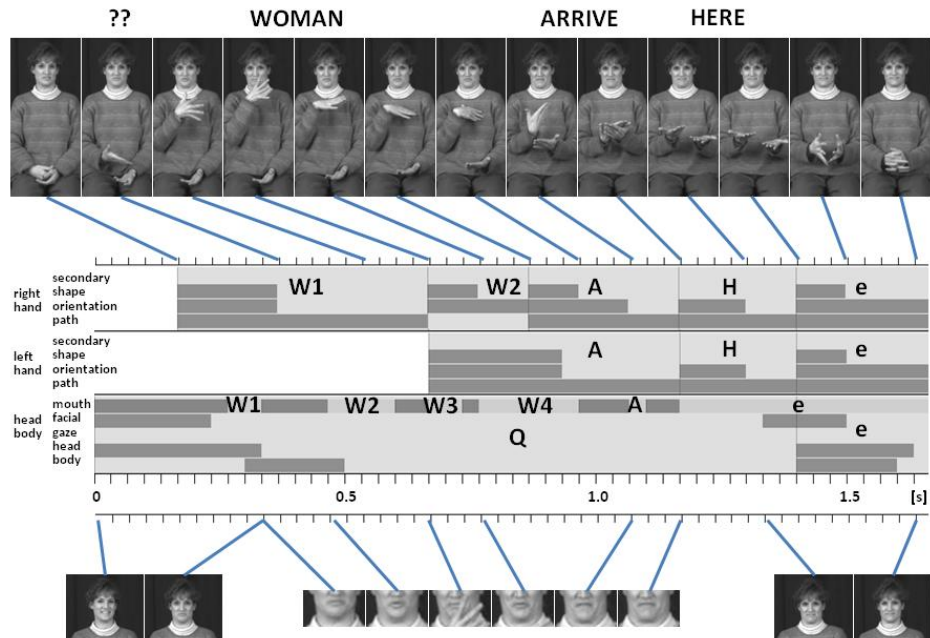 ?? WOMAN ARRIVE HERE
right hand
secondary
shape
orientation
path
W1 W2 A H e
left hand
secondary
shape
orientation
path
A H e
head body
mouth
facial
gaze
head
body
W1 W2 W3 W4 A e
Q e
0 0.5 1.0 1.5 [s]